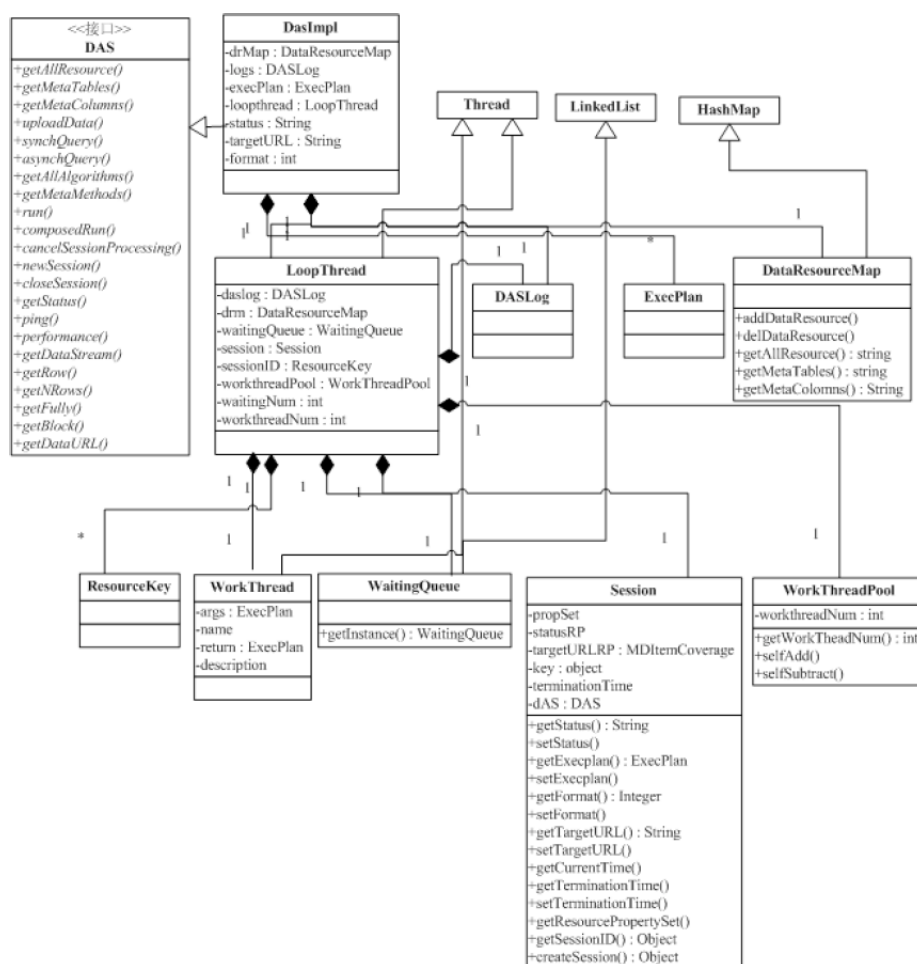 <<接口>>
DAS
+getAllResource()
+getMetaTables()
+getMetaColumns()
+uploadData()
+synchQuery()
+asynchQuery()
+getAllAlgorithms()
+getMetaMethods()
+run()
+composedRun()
+cancelSessionProcessing()
+newSession()
+closeSession()
+getStatus()
+ping()
+performance()
+getDataStream()
+getRow()
+getNRows()
+getFully()
+getBlock()
+getDataURL()
DasImpl
-drMap : DataResourceMap
-logs : DASLog
-execPlan : ExecPlan
-loopthread : LoopThread
-status : String
-targetURL : String
-format : int
Thread
LinkedList
HashMap
1
1
1
1
1
1
*
1
LoopThread
-daslog : DASLog
-drm : DataResourceMap
-waitingQueue : WaitingQueue
-session : Session
-sessionID : ResourceKey
-workthreadPool : WorkThreadPool
-waitingNum : int
-workthreadNum : int
DASLog
ExecPlan
DataResourceMap
+addDataResource()
+delDataResource()
+getAllResource() : string
+getMetaTables() : string
+getMetaColomns() : String
1
1
1
1
1
1
*
1
1
1
1
ResourceKey
WorkThread
-args : ExecPlan
-name
-return : ExecPlan
-description
WaitingQueue
+getInstance() : WaitingQueue
Session
-propSet
-statusRP
-targetURLRP : MDItemCoverage
-key : object
-terminationTime
-dAS : DAS
+getStatus() : String
+setStatus()
+getExecplan() : ExecPlan
+setExecplan()
+getFormat() : Integer
+setFormat()
+getTargetURL() : String
+setTargetURL()
+getCurrentTime()
+getTerminationTime()
+setTerminationTime()
+getResourcePropertySet()
+getSessionID() : Object
+createSession() : Object
WorkThreadPool
-workthreadNum : int
+getWorkTheadNum() : int
+selfAdd()
+selfSubtract()